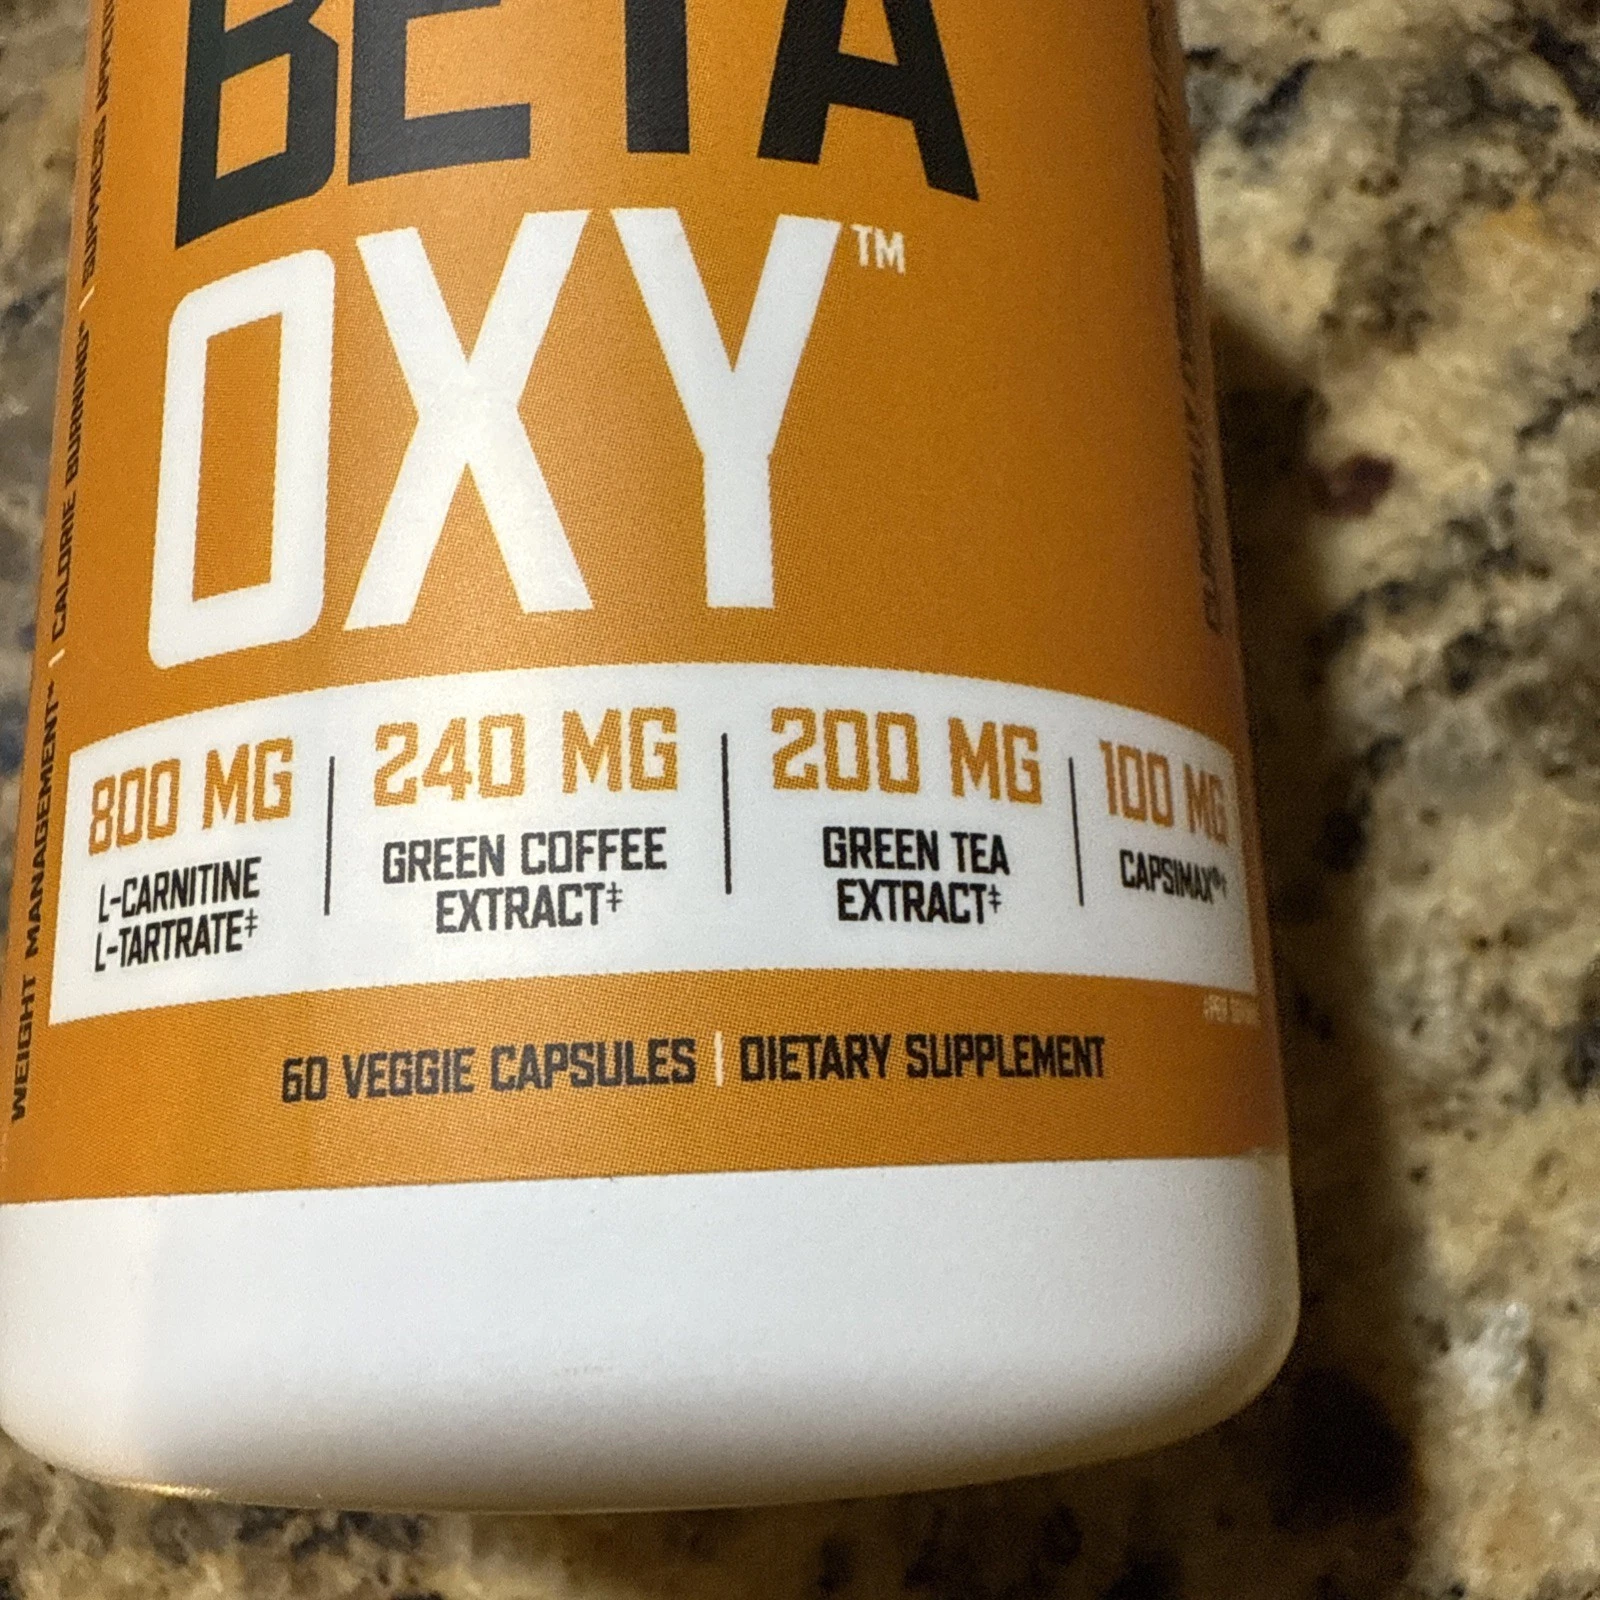 BETA
OXY™
800 MG
L-CARNITINE
L-TARTRATE‡
240 MG
GREEN COFFEE
EXTRACT‡
200 MG
GREEN TEA
EXTRACT‡
100 MG
CAPSIMAX®‡
60 VEGGIE CAPSULES | DIETARY SUPPLEMENT
WEIGHT MANAGEMENT* | CALORIE BURNING* | SUPPRESS